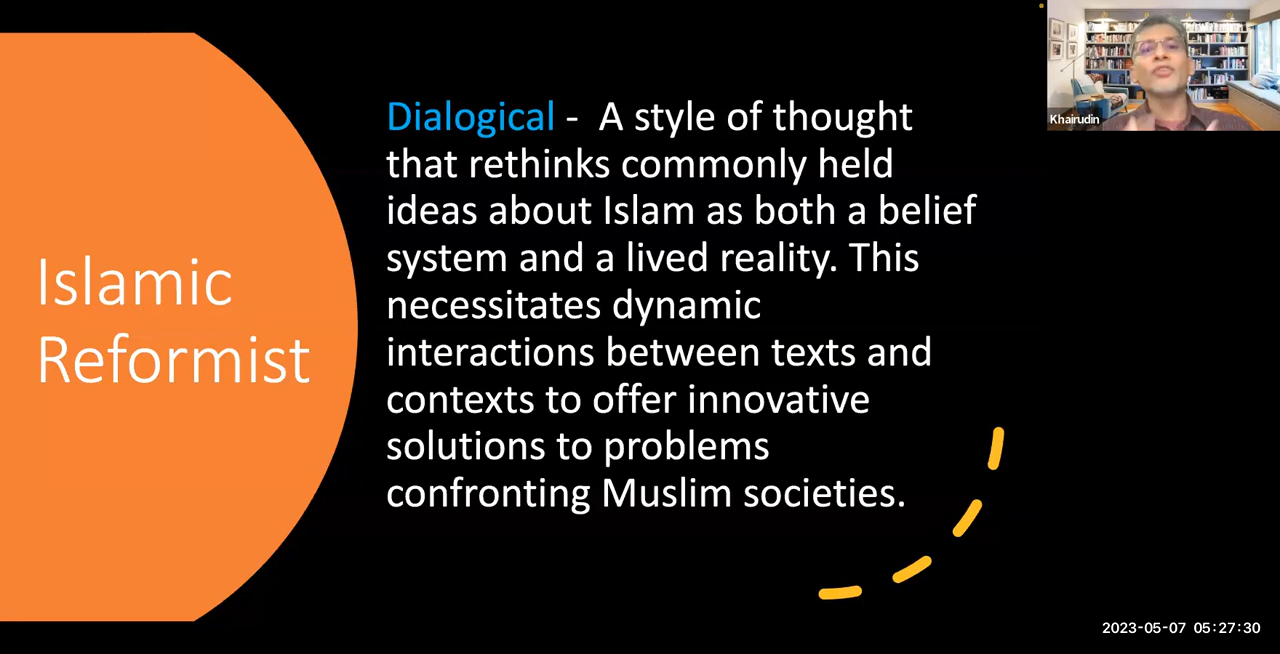 Islamic
Reformist
Dialogical -  A style of thought
that rethinks commonly held
ideas about Islam as both a belief
system and a lived reality. This
necessitates dynamic
interactions between texts and
contexts to offer innovative
solutions to problems
confronting Muslim societies.
Khairudin
2023-05-07 05:27:30